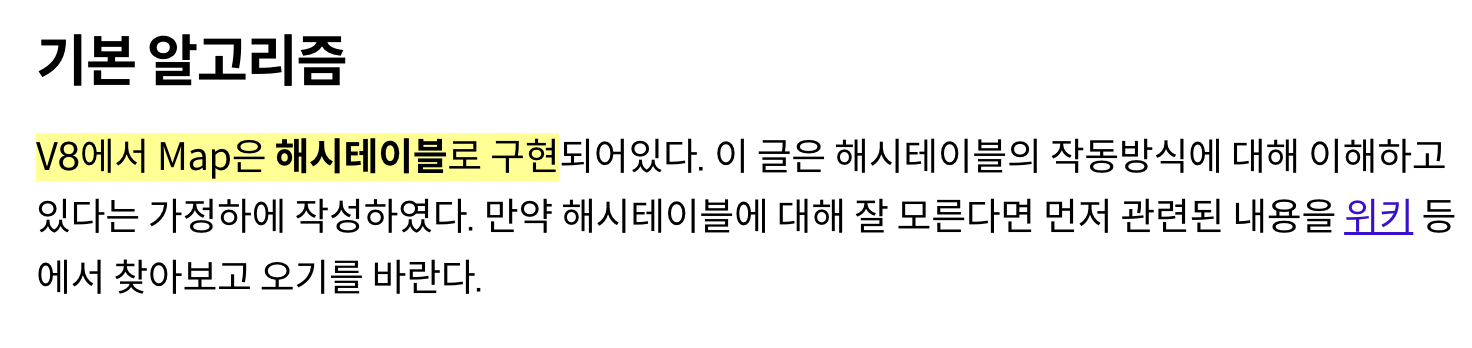 기본 알고리즘
V8에서 Map은 해시테이블로 구현되어있다. 이 글은 해시테이블의 작동방식에 대해 이해하고
있다는 가정하에 작성하였다. 만약 해시테이블에 대해 잘 모른다면 먼저 관련된 내용을 위키 등
에서 찾아보고 오기를 바란다.